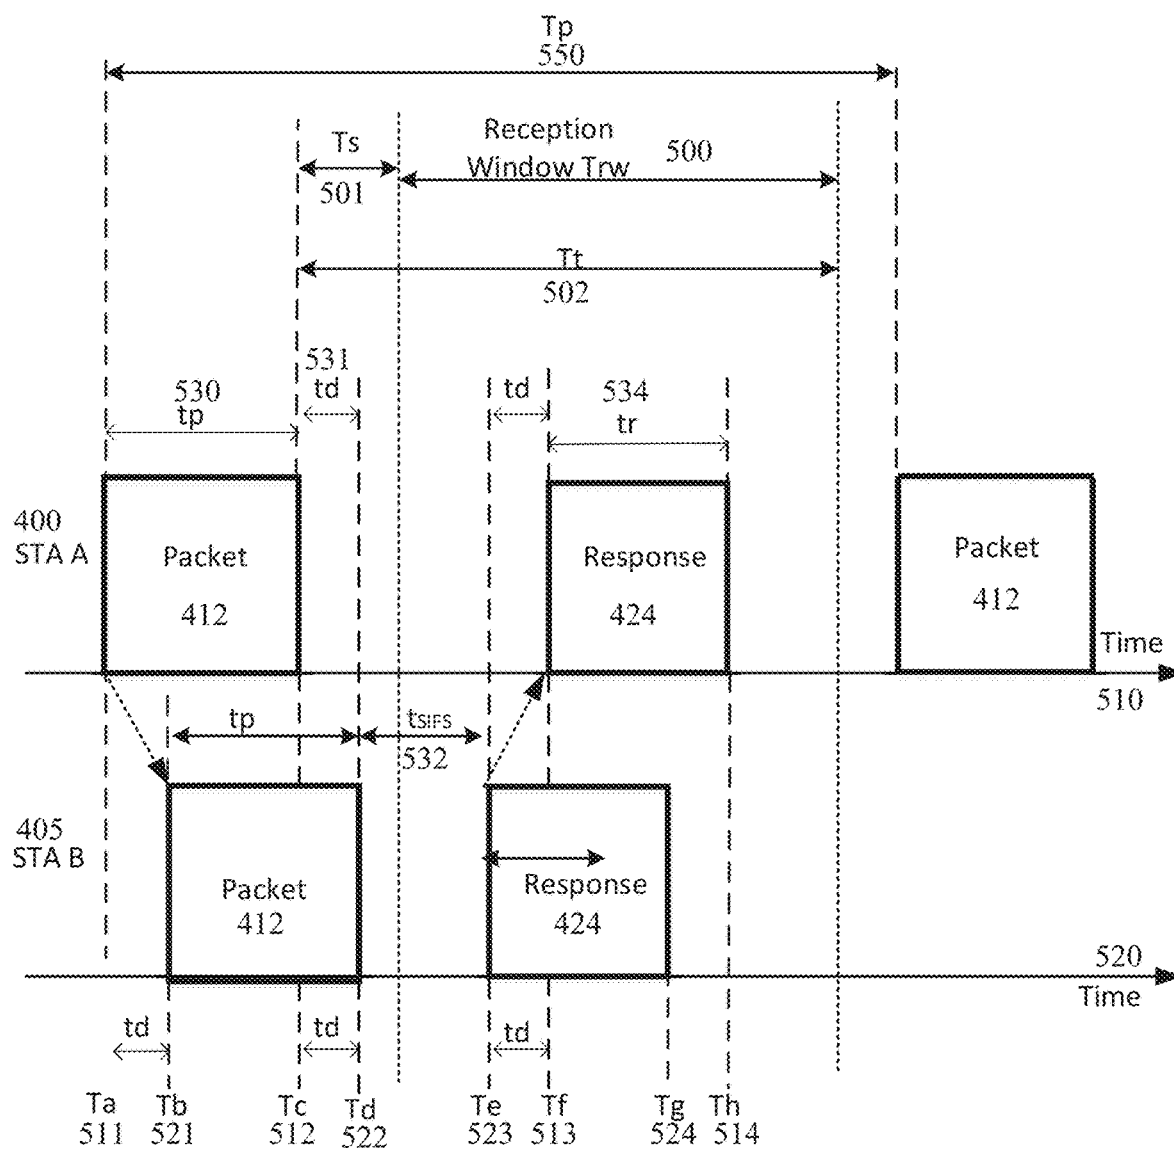 Tp
550
Ts
501
Reception
Window Trw
500
Tt
502
531
td
530
tp
td
534
tr
400
STA A
Packet
412
Response
424
Packet
412
Time
510
tp
tSIFS
532
405
STA B
Packet
412
Response
424
520
Time
td
td
td
Ta
511
Tb
521
Tc
512
Td
522
Te
523
Tf
513
Tg
524
Th
514